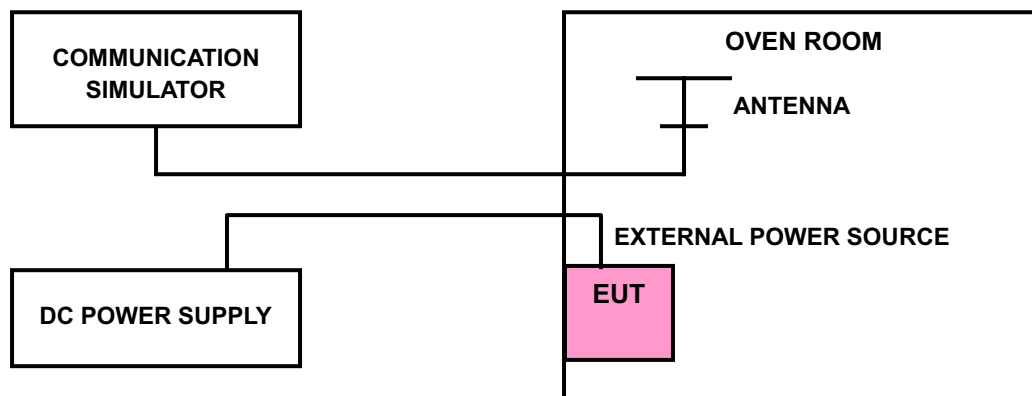 COMMUNICATION
SIMULATOR
OVEN ROOM
ANTENNA
EXTERNAL POWER SOURCE
DC POWER SUPPLY
EUT